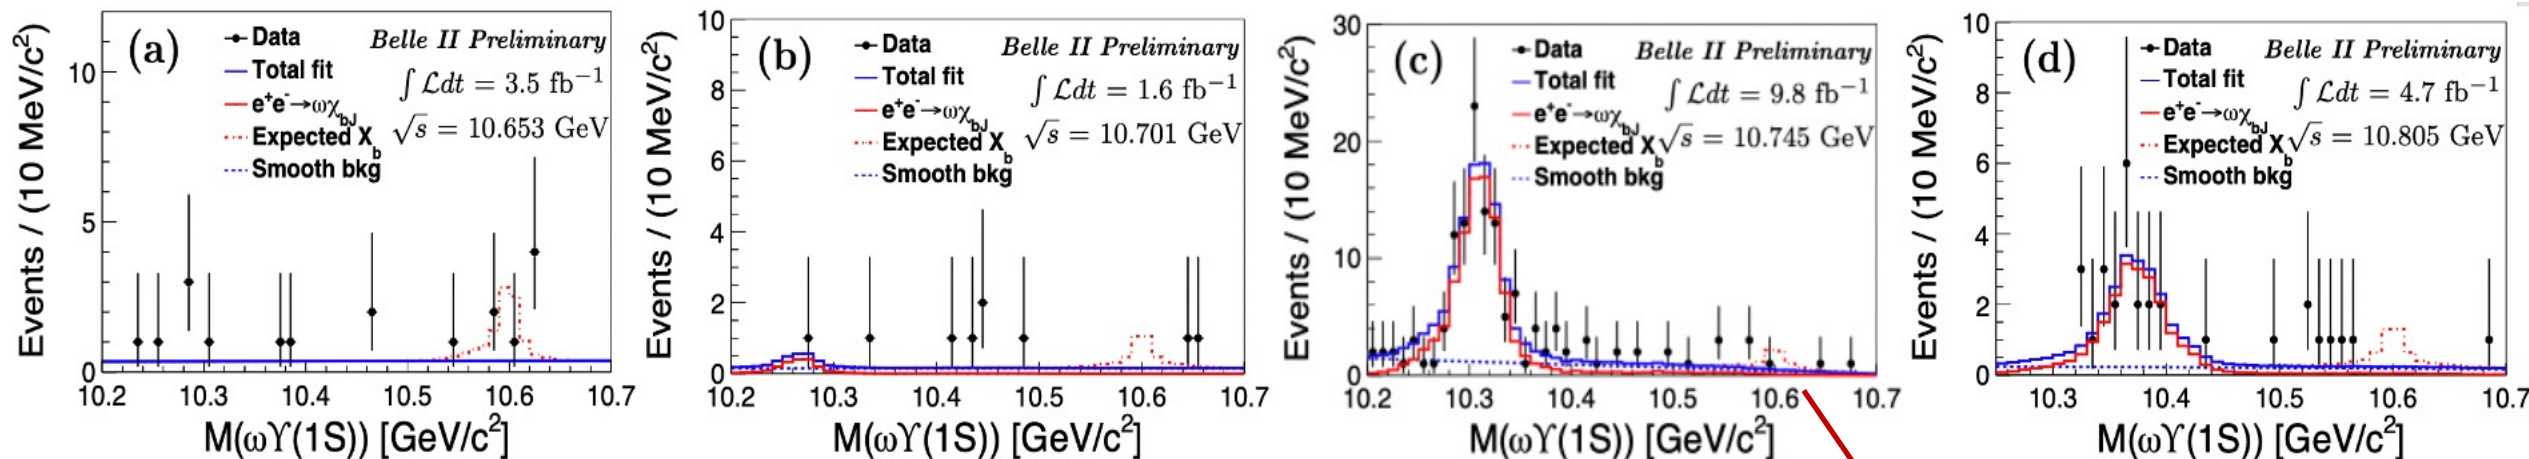 (a)
Data
Total fit
e⁺e⁻→ωχ_bJ
Expected X_b
Smooth bkg
Belle II Preliminary
∫ℒdt = 3.5 fb⁻¹
√s = 10.653 GeV
Events / (10 MeV/c²)
10
5
0
10.2 10.3 10.4 10.5 10.6 10.7
M(ωϒ(1S)) [GeV/c²]
(b)
Data
Total fit
e⁺e⁻→ωχ_bJ
Expected X_b
Smooth bkg
Belle II Preliminary
∫ℒdt = 1.6 fb⁻¹
√s = 10.701 GeV
Events / (10 MeV/c²)
10
8
6
4
2
0
10.2 10.3 10.4 10.5 10.6 10.7
M(ωϒ(1S)) [GeV/c²]
(c)
Data
Total fit
e⁺e⁻→ωχ_bJ
Expected X_b
Smooth bkg
Belle II Preliminary
∫ℒdt = 9.8 fb⁻¹
√s = 10.745 GeV
Events / (10 MeV/c²)
30
20
10
0
10.2 10.3 10.4 10.5 10.6 10.7
M(ωϒ(1S)) [GeV/c²]
(d)
Data
Total fit
e⁺e⁻→ωχ_bJ
Expected X_b
Smooth bkg
Belle II Preliminary
∫ℒdt = 4.7 fb⁻¹
√s = 10.805 GeV
Events / (10 MeV/c²)
10
8
6
4
2
0
10.3 10.4 10.5 10.6 10.7
M(ωϒ(1S)) [GeV/c²]